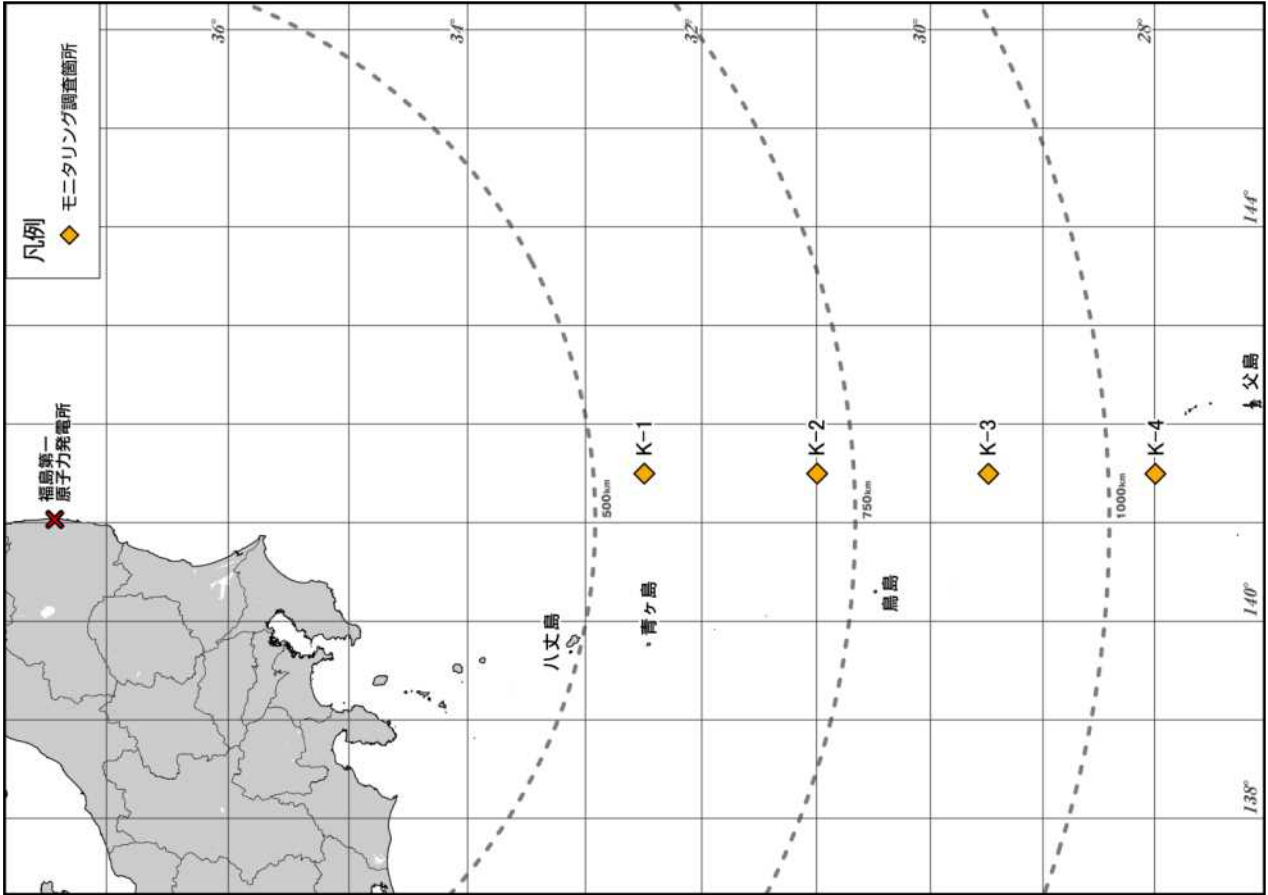 凡例
モニタリング調査箇所
福島第一
原子力発電所
36°
34°
32°
30°
28°
八丈島
青ヶ島
鳥島
父島
K-1
K-2
K-3
K-4
500km
750km
1000km
138°
140°
144°